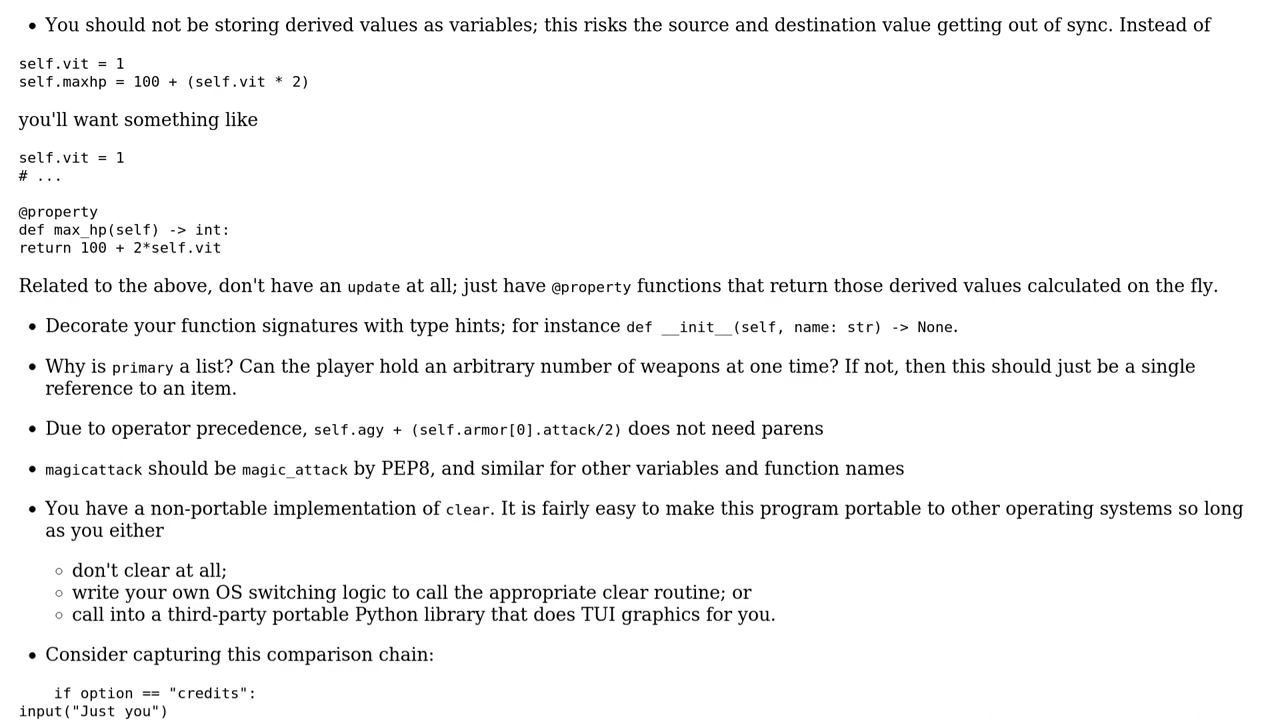 • You should not be storing derived values as variables; this risks the source and destination value getting out of sync. Instead of
self.vit = 1
self.maxhp = 100 + (self.vit * 2)
you'll want something like
self.vit = 1
# ...
@property
def max_hp(self) -> int:
return 100 + 2*self.vit
Related to the above, don't have an update at all; just have @property functions that return those derived values calculated on the fly.
• Decorate your function signatures with type hints; for instance def __init__(self, name: str) -> None.
• Why is primary a list? Can the player hold an arbitrary number of weapons at one time? If not, then this should just be a single
reference to an item.
• Due to operator precedence, self.agy + (self.armor[0].attack/2) does not need parens
• magicattack should be magic_attack by PEP8, and similar for other variables and function names
• You have a non-portable implementation of clear. It is fairly easy to make this program portable to other operating systems so long
as you either
◦ don't clear at all;
◦ write your own OS switching logic to call the appropriate clear routine; or
◦ call into a third-party portable Python library that does TUI graphics for you.
• Consider capturing this comparison chain:
    if option == "credits":
input("Just you")